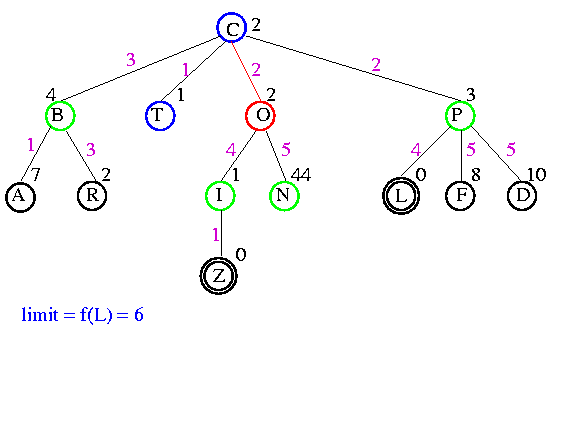 C 2
3 1 2 2
4 1 2 3
B T O P
1 3 4 5 4 5 5
7 2 1 44 0 8 10
A R I N L F D
1
0
Z
limit = f(L) = 6